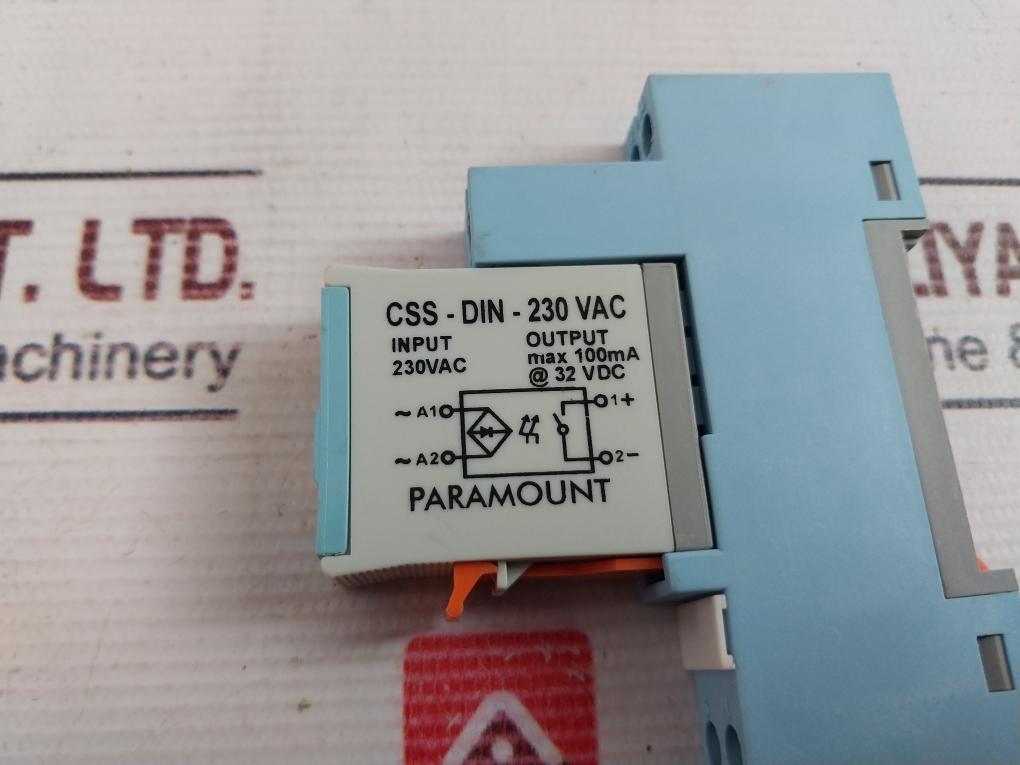 T. LTD.
achinery
IYA
ne &
CSS - DIN - 230 VAC
INPUT
230VAC
OUTPUT
max 100mA
@ 32 VDC
~ A1
1 +
~ A2
2 -
PARAMOUNT